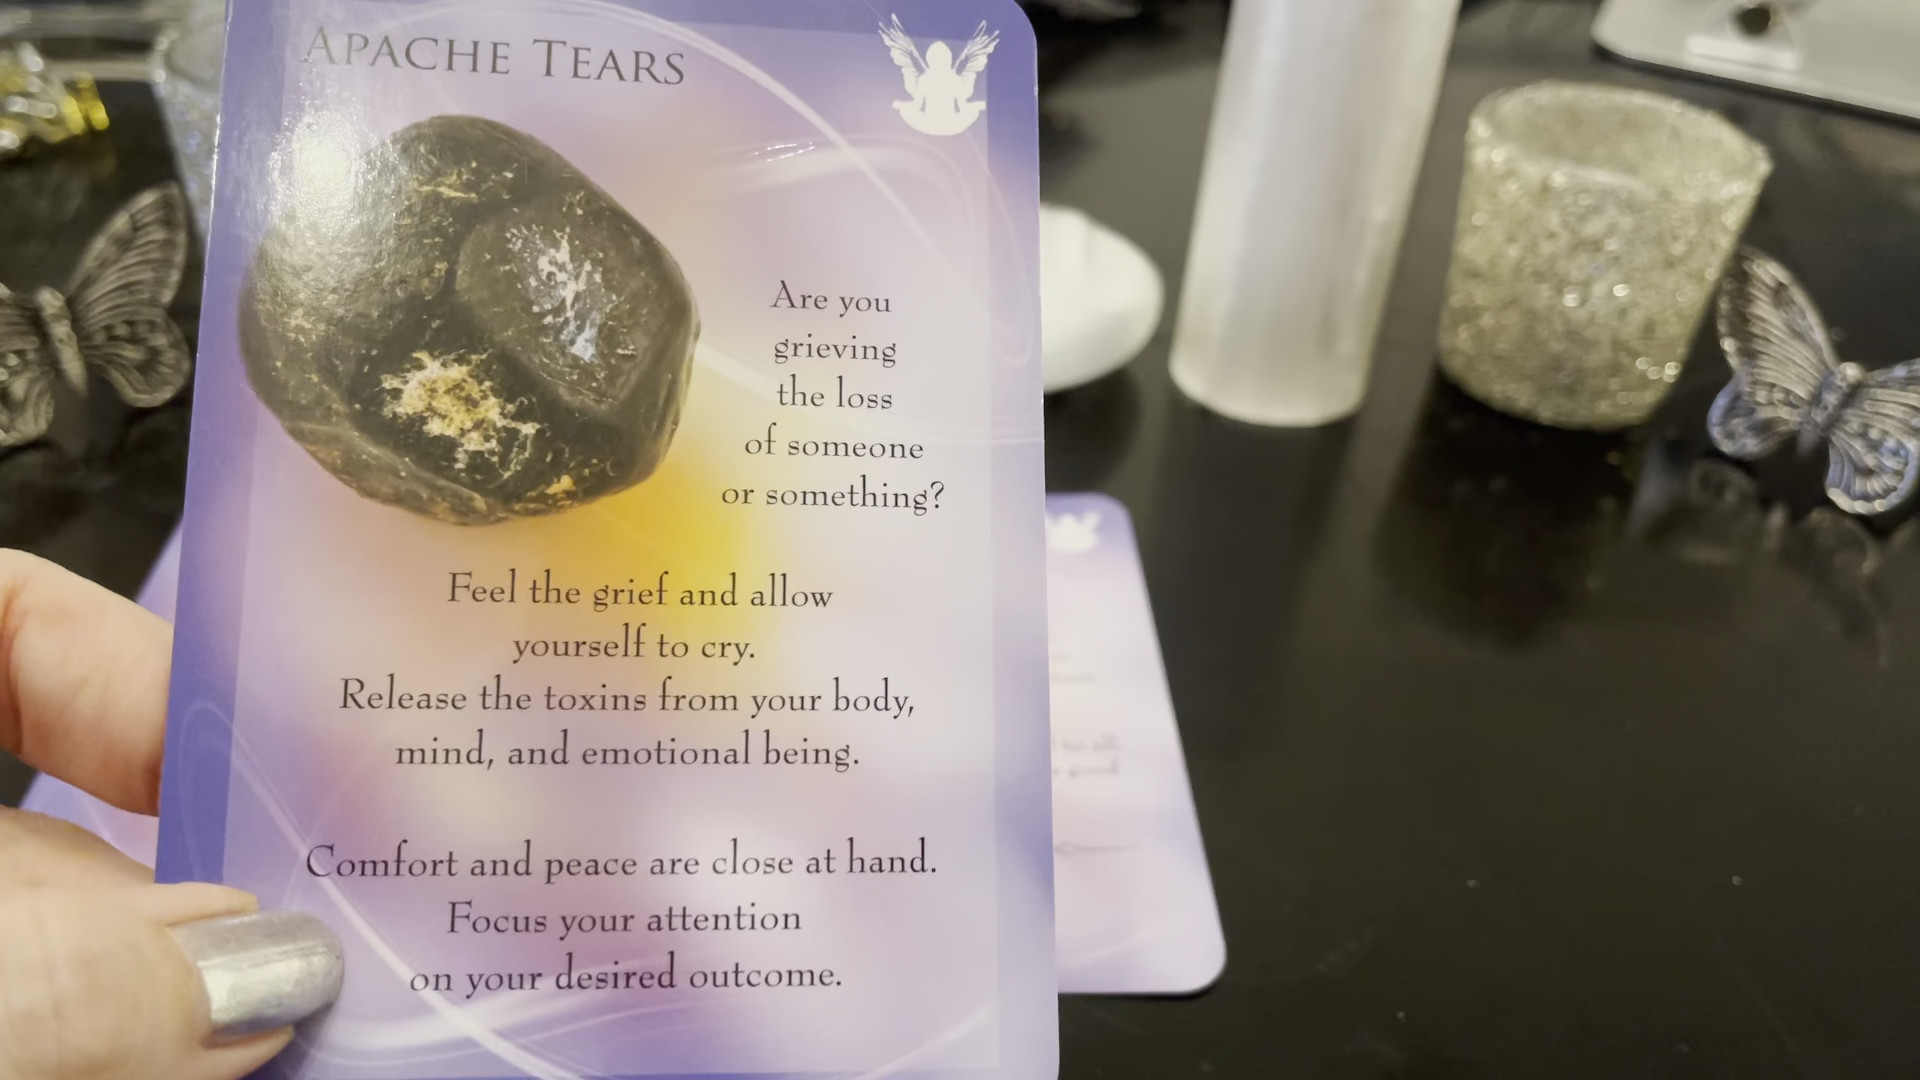 APACHE TEARS
Are you
grieving
the loss
of someone
or something?
Feel the grief and allow
yourself to cry.
Release the toxins from your body,
mind, and emotional being.
Comfort and peace are close at hand.
Focus your attention
on your desired outcome.